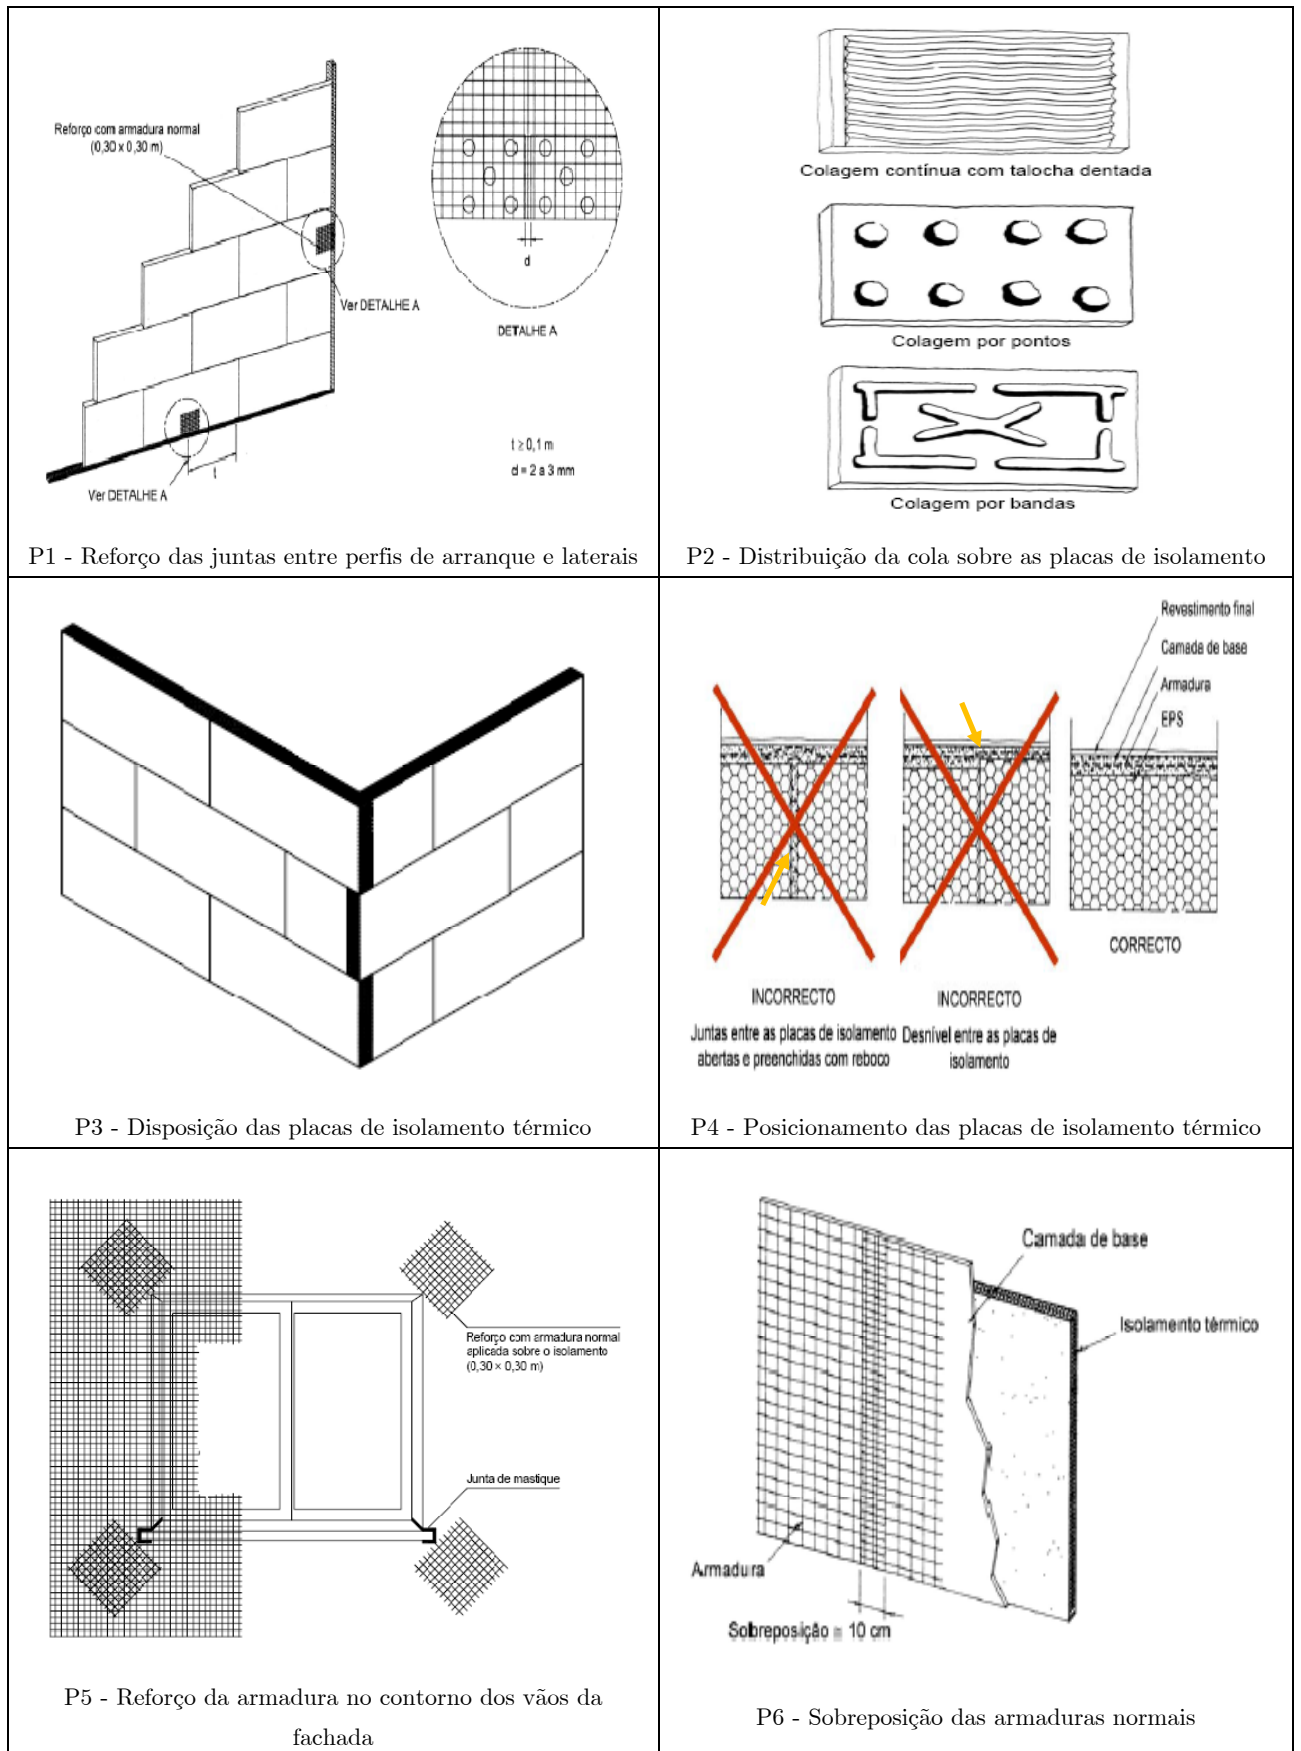 Reforço com armadura normal
(0,30 x 0,30 m)
Ver DETALHE A
d
DETALHE A
t ≥ 0,1 m
d = 2 a 3 mm
t
Ver DETALHE A
P1 - Reforço das juntas entre perfis de arranque e laterais
Colagem contínua com talocha dentada
Colagem por pontos
Colagem por bandas
P2 - Distribuição da cola sobre as placas de isolamento
P3 - Disposição das placas de isolamento térmico
Revestimento final
Camada de base
Armadura
EPS
CORRECTO
INCORRECTO
Juntas entre as placas de isolamento
abertas e preenchidas com reboco
INCORRECTO
Desnível entre as placas de
isolamento
P4 - Posicionamento das placas de isolamento térmico
Reforço com armadura normal
aplicada sobre o isolamento
(0,30 × 0,30 m)
Junta de mastique
P5 - Reforço da armadura no contorno dos vãos da
fachada
Camada de base
Isolamento térmico
Armadura
Sobreposição ≅ 10 cm
P6 - Sobreposição das armaduras normais